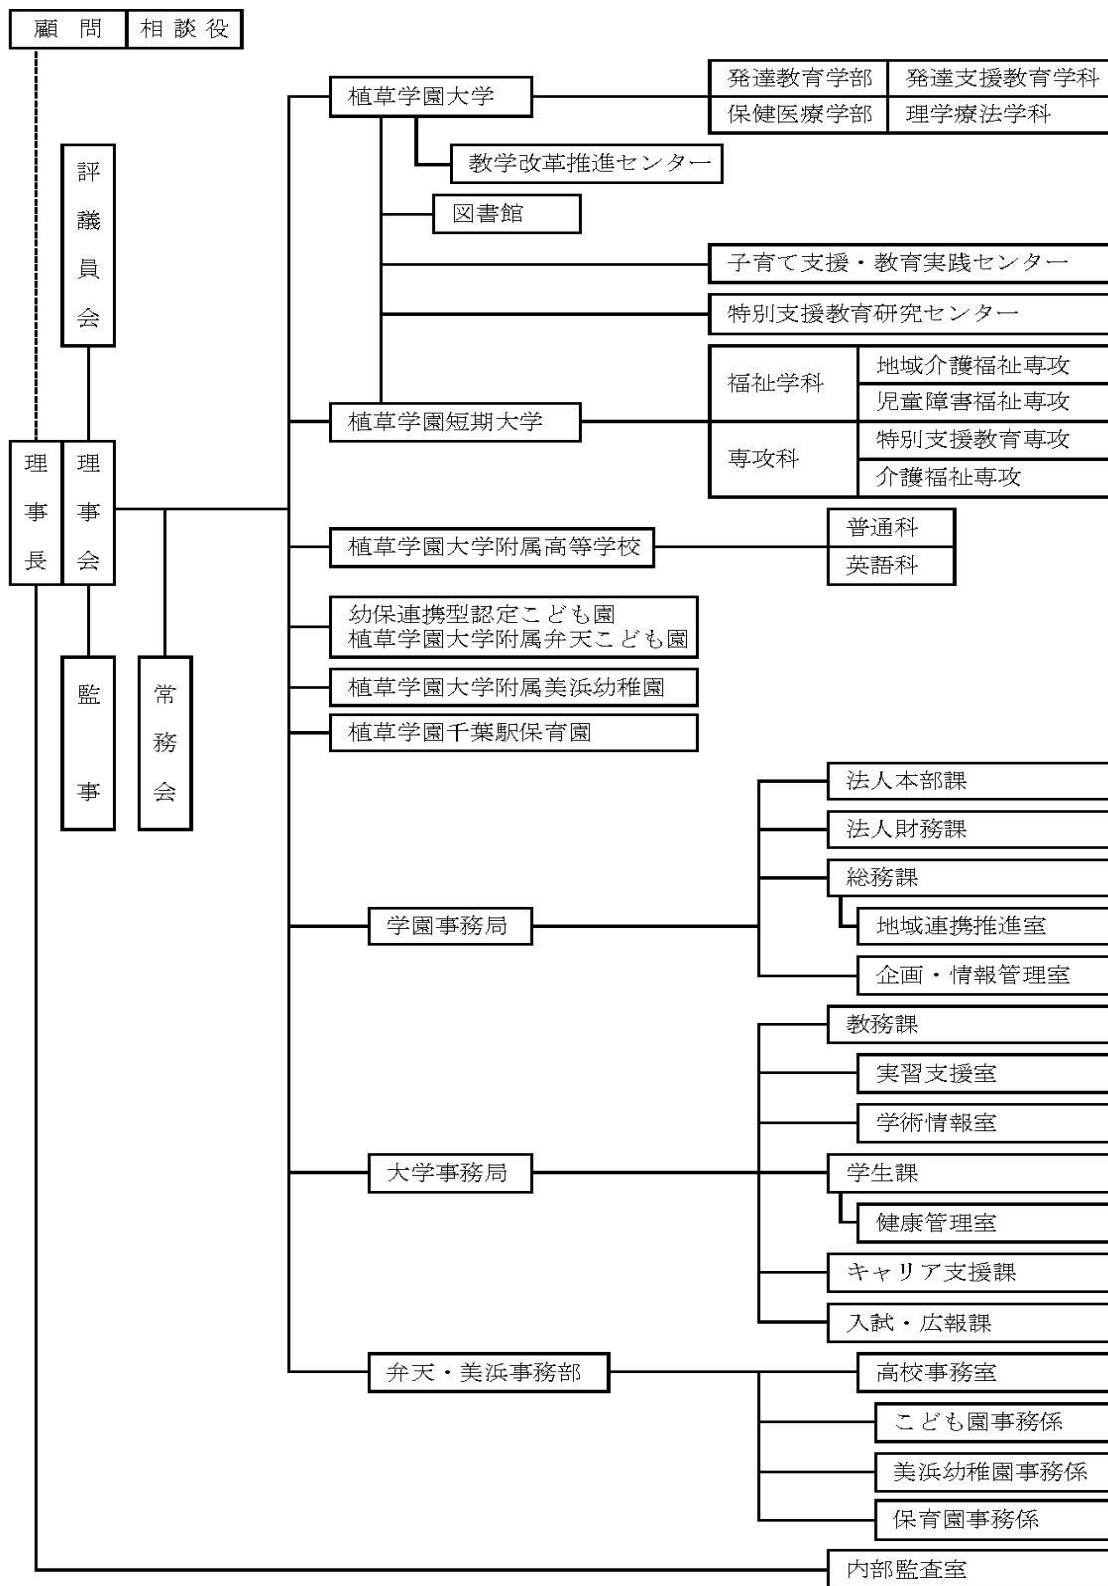 顧問 相談役
植草学園大学 発達教育学部 発達支援教育学科
保健医療学部 理学療法学科
教学改革推進センター
評議員会
図書館
子育て支援・教育実践センター
特別支援教育研究センター
植草学園短期大学
福祉学科 地域介護福祉専攻
児童障害福祉専攻
専攻科 特別支援教育専攻
介護福祉専攻
理事長 理事会
植草学園大学附属高等学校 普通科
英語科
幼保連携型認定こども園
植草学園大学附属弁天こども園
監事 常務会
植草学園大学附属美浜幼稚園
植草学園千葉駅保育園
学園事務局
法人本部課
法人財務課
総務課
地域連携推進室
企画・情報管理室
大学事務局
教務課
実習支援室
学術情報室
学生課
健康管理室
キャリア支援課
入試・広報課
弁天・美浜事務部 高校事務室
こども園事務係
美浜幼稚園事務係
保育園事務係
内部監査室